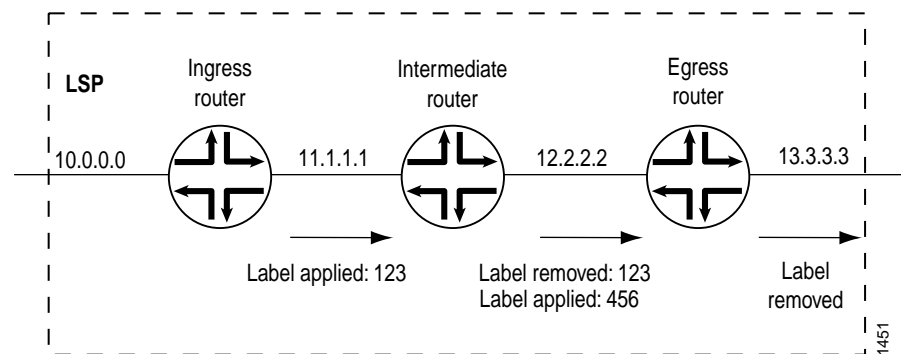 LSP
Ingress
router
Intermediate
router
Egress
router
10.0.0.0
11.1.1.1
12.2.2.2
13.3.3.3
Label applied: 123
Label removed: 123
Label applied: 456
Label
removed
1451